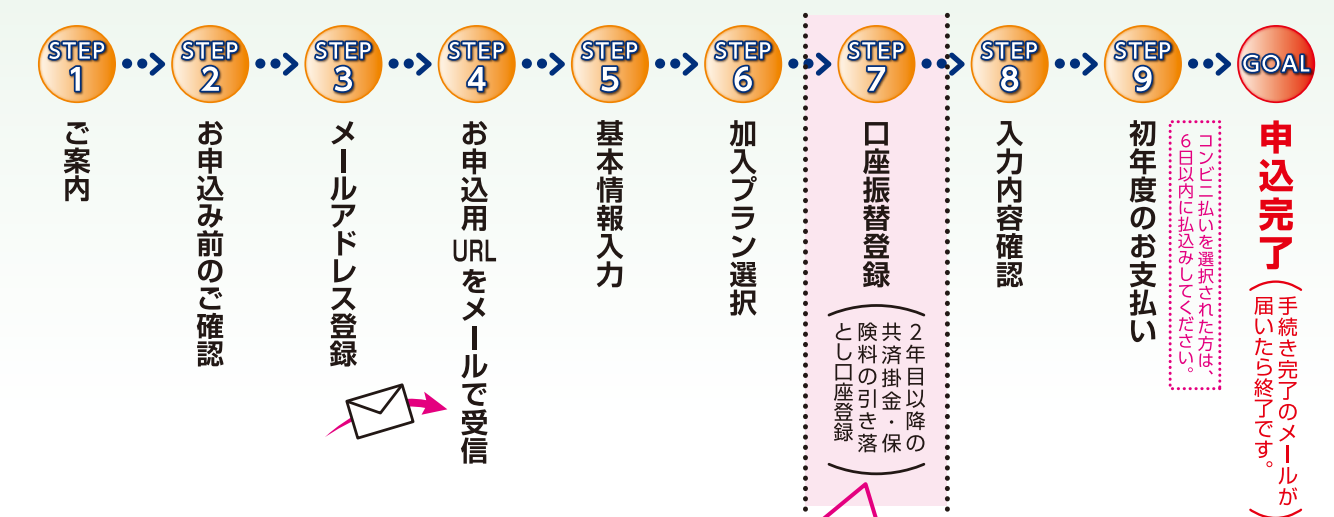 STEP
1
ご案内
STEP
2
お申込み前のご確認
STEP
3
メールアドレス登録
STEP
4
お申込用URLをメールで受信
STEP
5
基本情報入力
STEP
6
加入プラン選択
STEP
7
口座振替登録
(2年目以降の
共済掛金・保
険料の引き落
とし口座登録)
STEP
8
入力内容確認
STEP
9
初年度のお支払い
コンビニ払いを選択された方は、
6日以内に払込みしてください。
GOAL
申込完了
(手続き完了のメールが
届いたら終了です。)